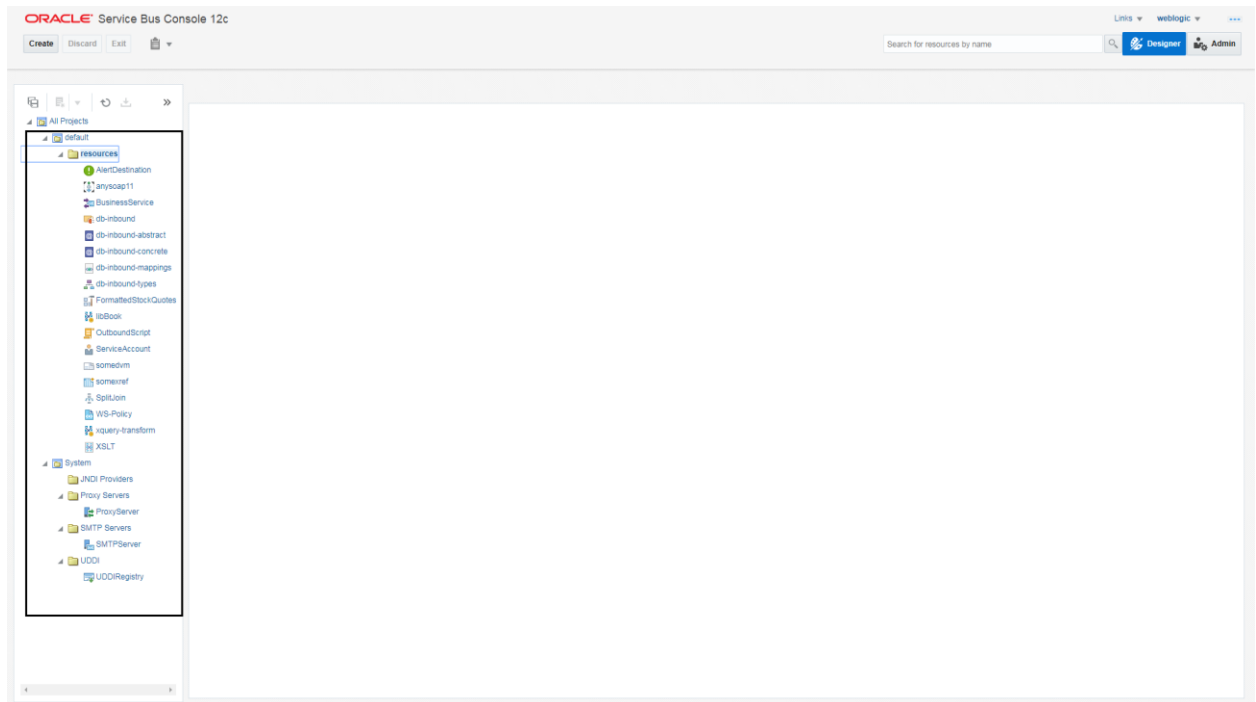 ORACLE® Service Bus Console 12c
Links weblogic
Create Discard Exit
Search for resources by name
Designer Admin
All Projects
default
resources
AlertDestination
anysoap11
BusinessService
db-inbound
db-inbound-abstract
db-inbound-concrete
db-inbound-mappings
db-inbound-types
FormattedStockQuotes
libBook
OutboundScript
ServiceAccount
somedvm
somexref
SplitJoin
WS-Policy
xquery-transform
XSLT
System
JNDI Providers
Proxy Servers
ProxyServer
SMTP Servers
SMTPServer
UDDI
UDDIRegistry